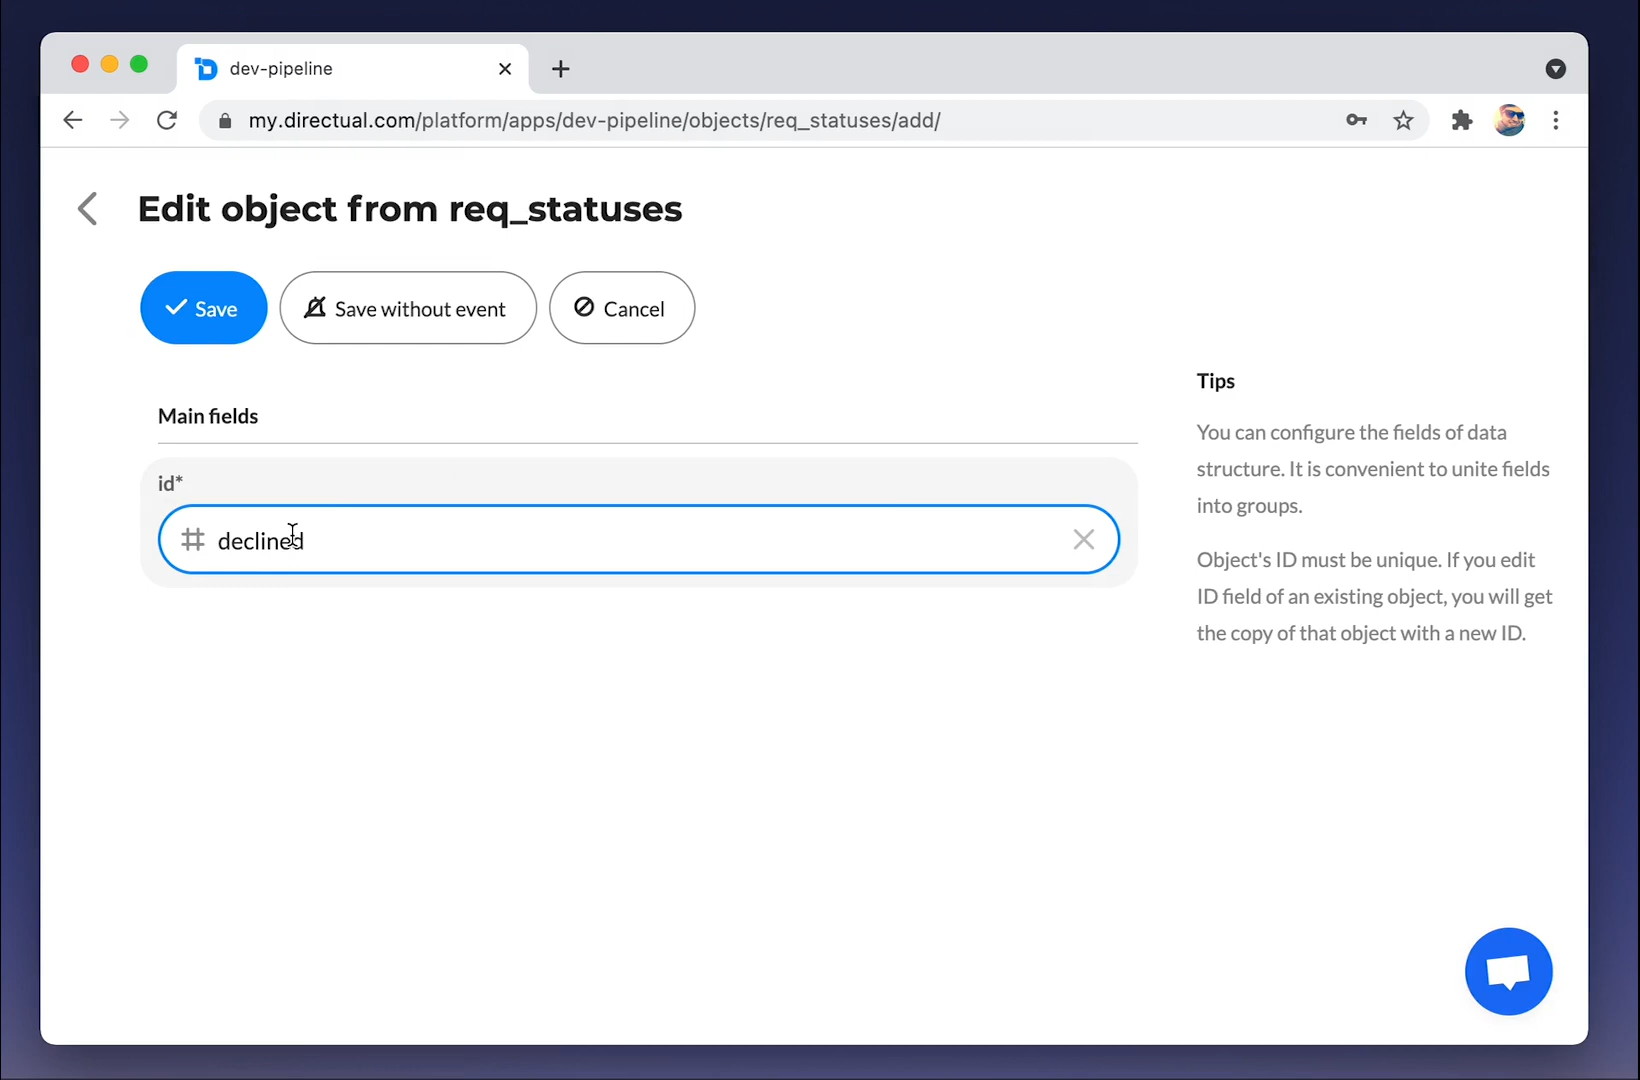 dev-pipeline
my.directual.com/platform/apps/dev-pipeline/objects/req_statuses/add/
Edit object from req_statuses
Save
Save without event
Cancel
Main fields
id*
declined
Tips
You can configure the fields of data
structure. It is convenient to unite fields
into groups.
Object's ID must be unique. If you edit
ID field of an existing object, you will get
the copy of that object with a new ID.